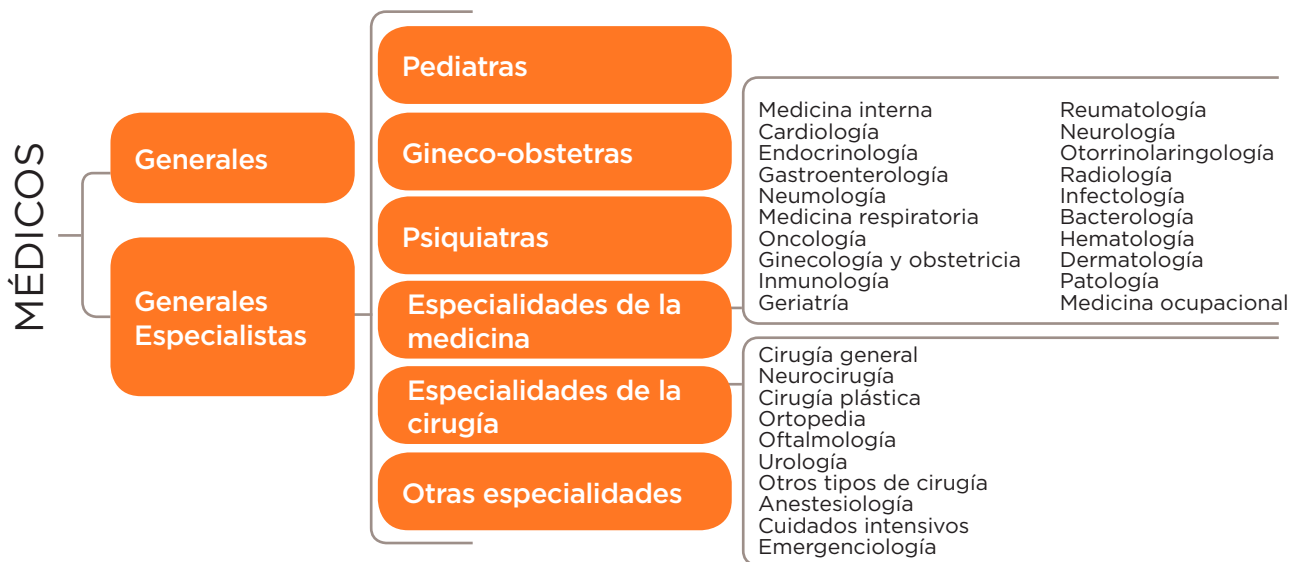 MÉDICOS
Generales
Generales
Especialistas
Pediatras
Gineco-obstetras
Psiquiatras
Especialidades de la
medicina
Especialidades de la
cirugía
Otras especialidades
Medicina interna
Cardiología
Endocrinología
Gastroenterología
Neumología
Medicina respiratoria
Oncología
Ginecología y obstetricia
Inmunología
Geriatría
Reumatología
Neurología
Otorrinolaringología
Radiología
Infectología
Bacterología
Hematología
Dermatología
Patología
Medicina ocupacional
Cirugía general
Neurocirugía
Cirugía plástica
Ortopedia
Oftalmología
Urología
Otros tipos de cirugía
Anestesiología
Cuidados intensivos
Emergenciología